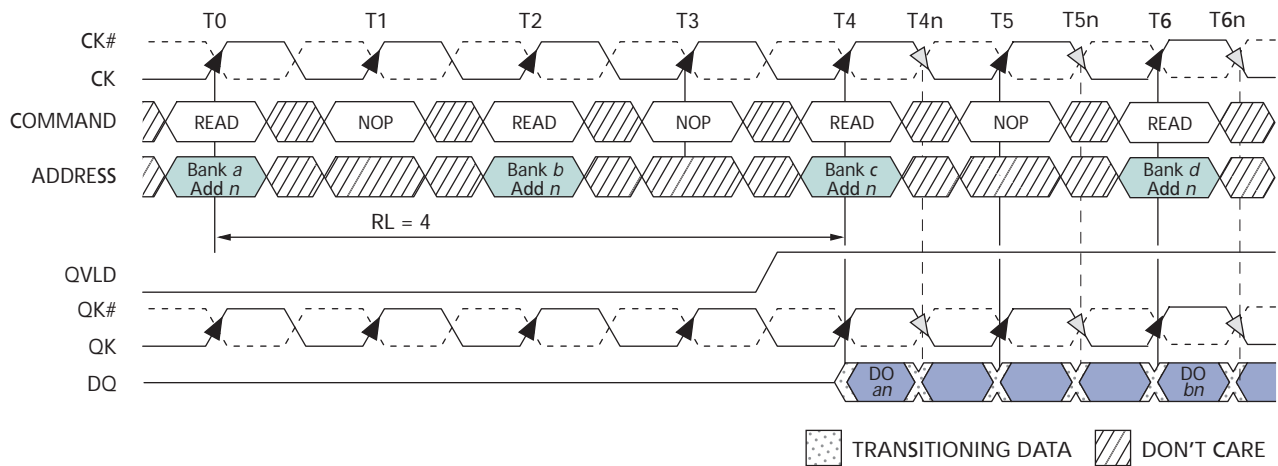 T0 T1 T2 T3 T4 T4n T5 T5n T6 T6n
CK#
CK
COMMAND READ NOP READ NOP READ NOP READ
ADDRESS Bank a Add n Bank b Add n Bank c Add n Bank d Add n
RL = 4
QVLD
QK#
QK
DQ DO an DO bn
TRANSITIONING DATA DON'T CARE